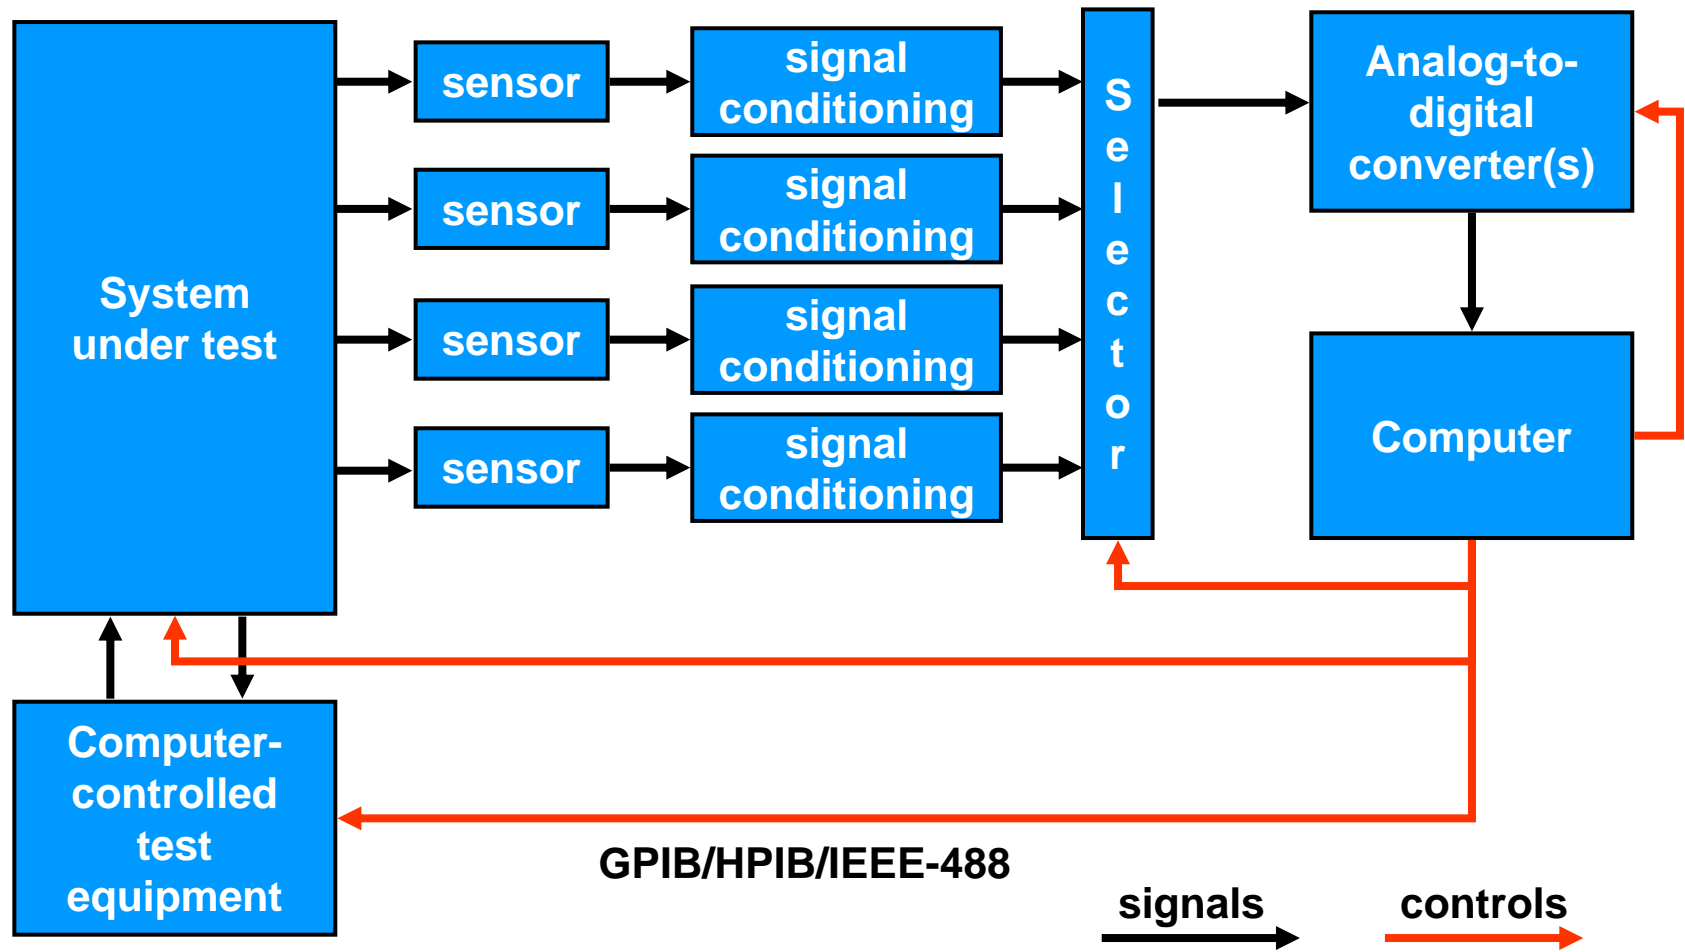 System
under test
sensor
signal
conditioning
sensor
signal
conditioning
sensor
signal
conditioning
sensor
signal
conditioning
S
e
l
e
c
t
o
r
Analog-to-
digital
converter(s)
Computer
Computer-
controlled
test
equipment
GPIB/HPIB/IEEE-488
signals
controls